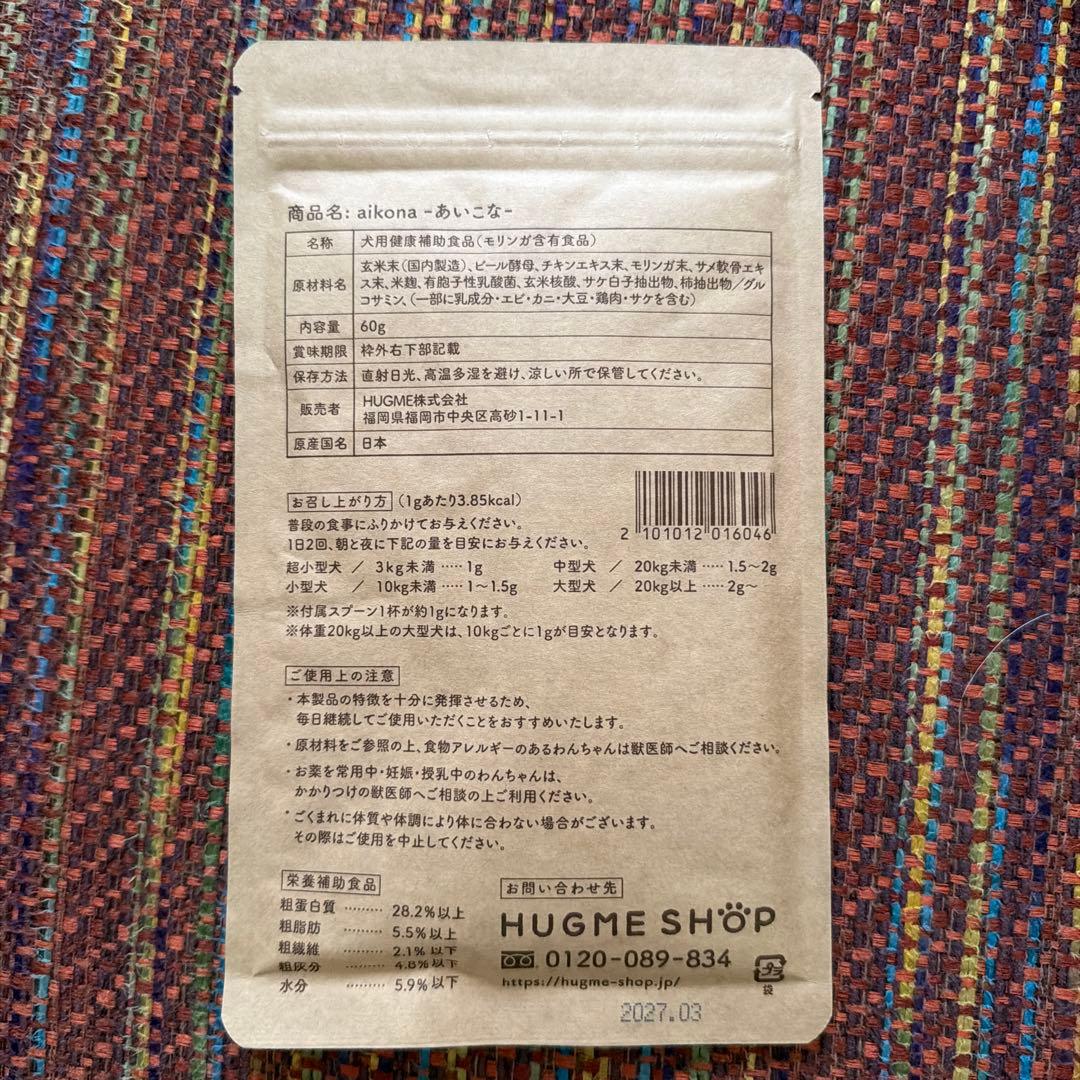 商品名: aikona -あいこな-
名称 犬用健康補助食品(モリンガ含有食品)
原材料名 玄米末(国内製造)、ビール酵母、チキンエキス末、モリンガ末、サメ軟骨エキ
ス末、米麹、有胞子性乳酸菌、玄米核酸、サケ白子抽出物、柿抽出物/グル
コサミン、(一部に乳成分・エビ・カニ・大豆・鶏肉・サケを含む)
内容量 60g
賞味期限 枠外右下部記載
保存方法 直射日光、高温多湿を避け、涼しい所で保管してください。
販売者 HUGME株式会社
福岡県福岡市中央区高砂1-11-1
原産国名 日本
お召し上がり方 (1gあたり3.85kcal)
普段の食事にふりかけてお与えください。
1日2回、朝と夜に下記の量を目安にお与えください。
2 101012 016046
超小型犬 / 3kg未満 ····· 1g 中型犬 / 20kg未満 ····· 1.5〜2g
小型犬 / 10kg未満 ····· 1〜1.5g 大型犬 / 20kg以上 ····· 2g〜
※付属スプーン1杯が約1gになります。
※体重20kg以上の大型犬は、10kgごとに1gが目安となります。
ご使用上の注意
・本製品の特徴を十分に発揮させるため、
毎日継続してご使用いただくことをおすすめいたします。
・原材料をご参照の上、食物アレルギーのあるわんちゃんは獣医師へご相談ください。
・お薬を常用中・妊娠・授乳中のわんちゃんは、
かかりつけの獣医師へご相談の上ご利用ください。
・ごくまれに体質や体調により体に合わない場合がございます。
その際はご使用を中止してください。
栄養補助食品
粗蛋白質 ········· 28.2%以上
粗脂肪 ········· 5.5%以上
粗繊維 ········· 2.1%以下
粗灰分 ········· 4.8%以下
水分 ········· 5.9%以下
お問い合わせ先
HUGME SHOP
0120-089-834
https://hugme-shop.jp/
プラ
袋
2027.03